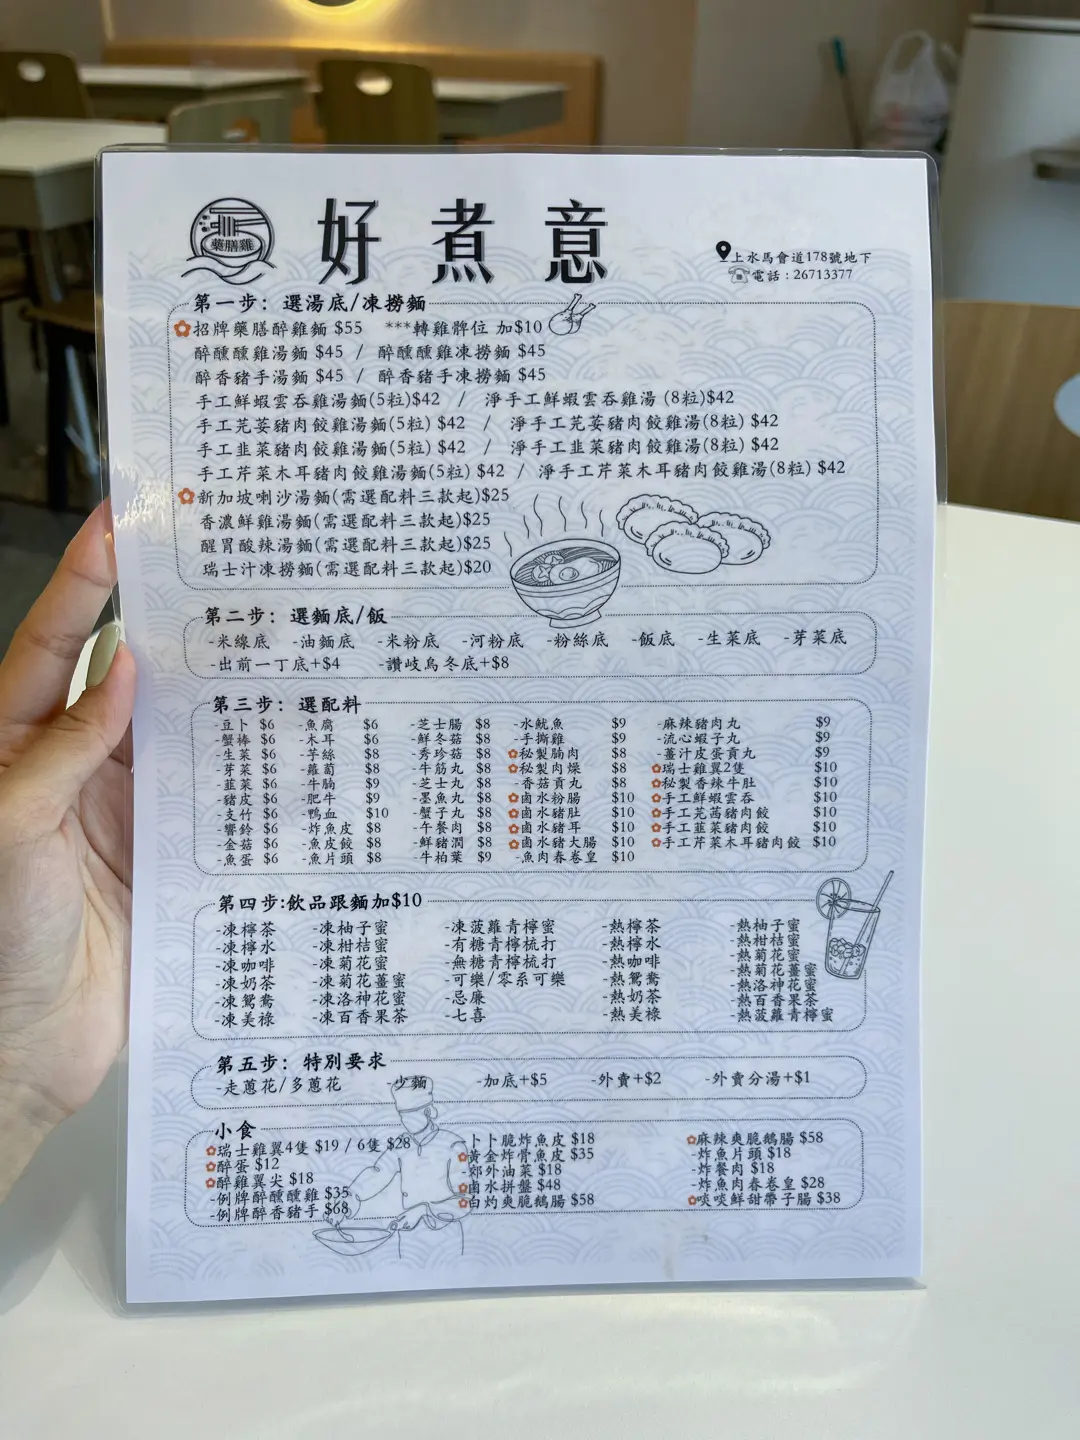 藥膳雞
好煮意
上水馬會道178號地下
電話：26713377
第一步：選湯底/凍撈麵
招牌藥膳醉雞麵 $55 ***轉雞髀位 加$10
醉醺醺雞湯麵 $45 / 醉醺醺雞凍撈麵 $45
醉香豬手湯麵 $45 / 醉香豬手凍撈麵 $45
手工鮮蝦雲吞雞湯麵(5粒)$42 / 淨手工鮮蝦雲吞雞湯 (8粒)$42
手工芫荽豬肉餃雞湯麵(5粒) $42 / 淨手工芫荽豬肉餃雞湯(8粒) $42
手工韭菜豬肉餃雞湯麵(5粒) $42 / 淨手工韭菜豬肉餃雞湯(8粒) $42
手工芹菜木耳豬肉餃雞湯麵(5粒) $42 / 淨手工芹菜木耳豬肉餃雞湯(8粒) $42
新加坡喇沙湯麵(需選配料三款起)$25
香濃鮮雞湯麵(需選配料三款起)$25
醒胃酸辣湯麵(需選配料三款起)$25
瑞士汁凍撈麵(需選配料三款起)$20
第二步：選麵底/飯
-米線底 -油麵底 -米粉底 -河粉底 -粉絲底 -飯底 -生菜底 -芽菜底
-出前一丁底+$4 -讚岐烏冬底+$8
第三步：選配料
-豆卜 $6 -魚腐 $6 -芝士腸 $8 -水魷魚 $9 -麻辣豬肉丸 $9
-蟹棒 $6 -木耳 $6 -鮮冬菇 $8 -手撕雞 $9 -流心蝦子丸 $9
-生菜 $6 -芋絲 $8 -秀珍菇 $8 秘製腩肉 $8 -薑汁皮蛋貢丸 $9
-芽菜 $6 -蘿蔔 $8 -牛筋丸 $8 秘製肉燥 $8 瑞士雞翼2隻 $10
-韮菜 $6 -牛腩 $9 -芝士丸 $8 -香菇貢丸 $8 秘製香辣牛肚 $10
-豬皮 $6 -肥牛 $9 -墨魚丸 $8 鹵水粉腸 $10 手工鮮蝦雲吞 $10
-支竹 $6 -鴨血 $10 -蟹子丸 $8 鹵水豬肚 $10 手工芫茜豬肉餃 $10
-響鈴 $6 -炸魚皮 $8 -午餐肉 $8 鹵水豬耳 $10 手工韮菜豬肉餃 $10
-金菇 $6 -魚皮餃 $8 -鮮豬潤 $8 鹵水豬大腸 $10 手工芹菜木耳豬肉餃 $10
-魚蛋 $6 -魚片頭 $8 -牛柏葉 $9 -魚肉春卷皇 $10
第四步:飲品跟麵加$10
-凍檸茶 -凍柚子蜜 -凍菠蘿青檸蜜 -熱檸茶 -熱柚子蜜
-凍檸水 -凍柑桔蜜 -有糖青檸梳打 -熱檸水 -熱柑桔蜜
-凍咖啡 -凍菊花蜜 -無糖青檸梳打 -熱咖啡 -熱菊花蜜
-凍奶茶 -凍菊花薑蜜 -可樂/零系可樂 -熱鴛鴦 -熱菊花薑蜜
-凍鴛鴦 -凍洛神花蜜 -忌廉 -熱奶茶 -熱洛神花蜜
-凍美祿 -凍百香果茶 -七喜 -熱美祿 -熱百香果茶
-熱菠蘿青檸蜜
第五步：特別要求
-走蔥花/多蔥花 -少麵 -加底+$5 -外賣+$2 -外賣分湯+$1
小食
瑞士雞翼4隻 $19 / 6隻 $28 -卜卜脆炸魚皮 $18 麻辣爽脆鵝腸 $58
醉蛋 $12 黃金炸骨魚皮 $35 -炸魚片頭 $18
醉雞翼尖 $18 -郊外油菜 $18 -炸餐肉 $18
-例牌醉醺醺雞 $35 鹵水拼盤 $48 -炸魚肉春卷皇 $28
-例牌醉香豬手 $68 白灼爽脆鵝腸 $58 啖啖鮮甜帶子腸 $38